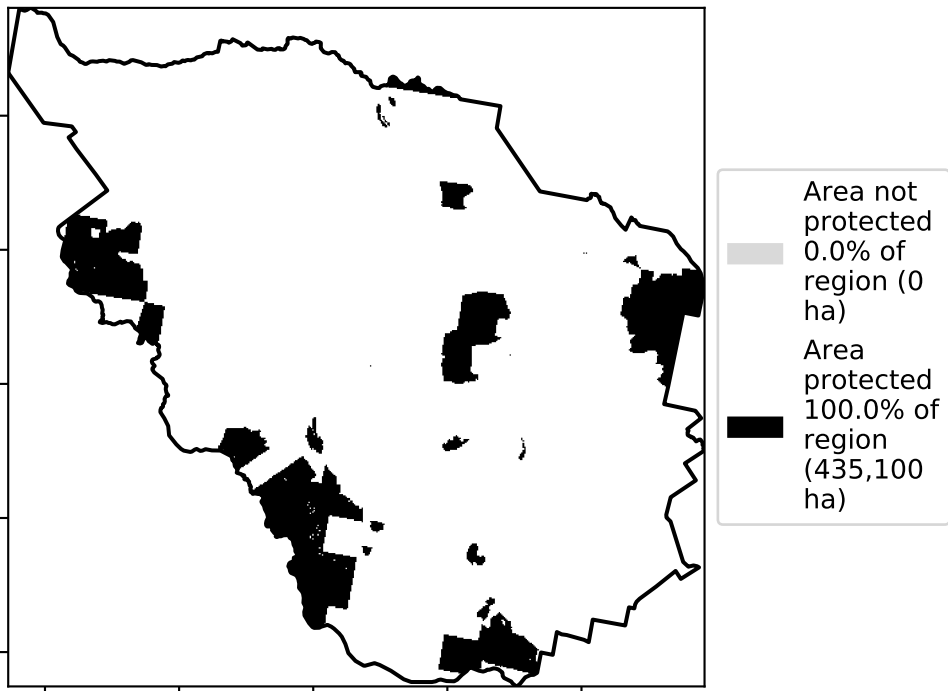 Area not
protected
0.0% of
region (0
ha)
Area
protected
100.0% of
region
(435,100
ha)